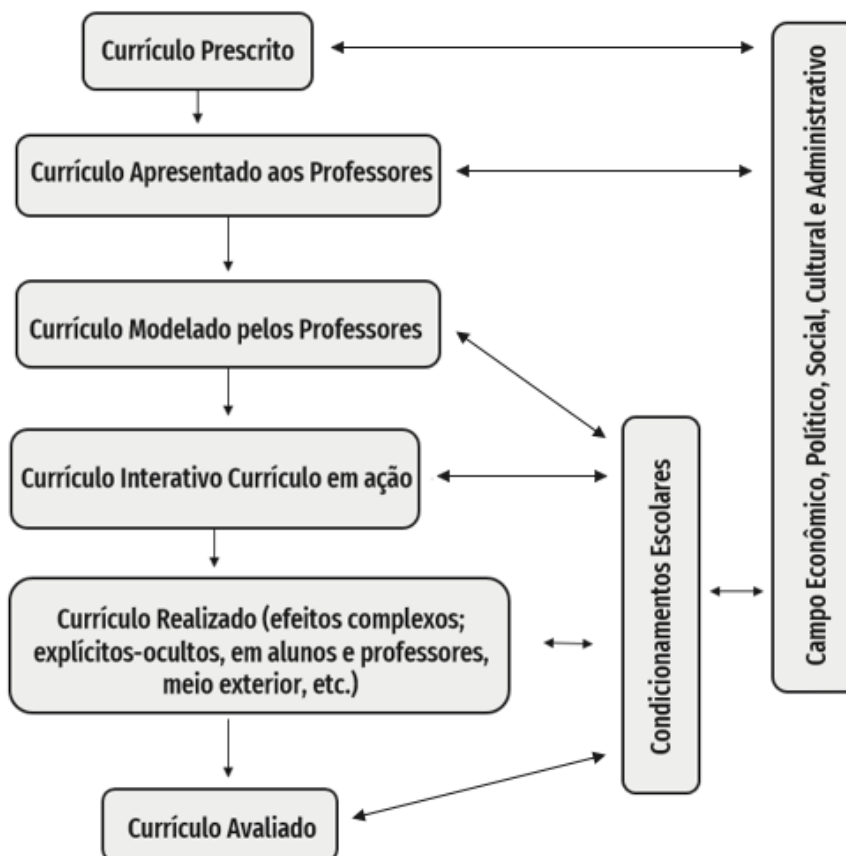 Currículo Prescrito
Currículo Apresentado aos Professores
Currículo Modelado pelos Professores
Currículo Interativo Currículo em ação
Currículo Realizado (efeitos complexos;
explícitos-ocultos, em alunos e professores,
meio exterior, etc.)
Currículo Avaliado
Condicionamentos Escolares
Campo Econômico, Político, Social, Cultural e Administrativo